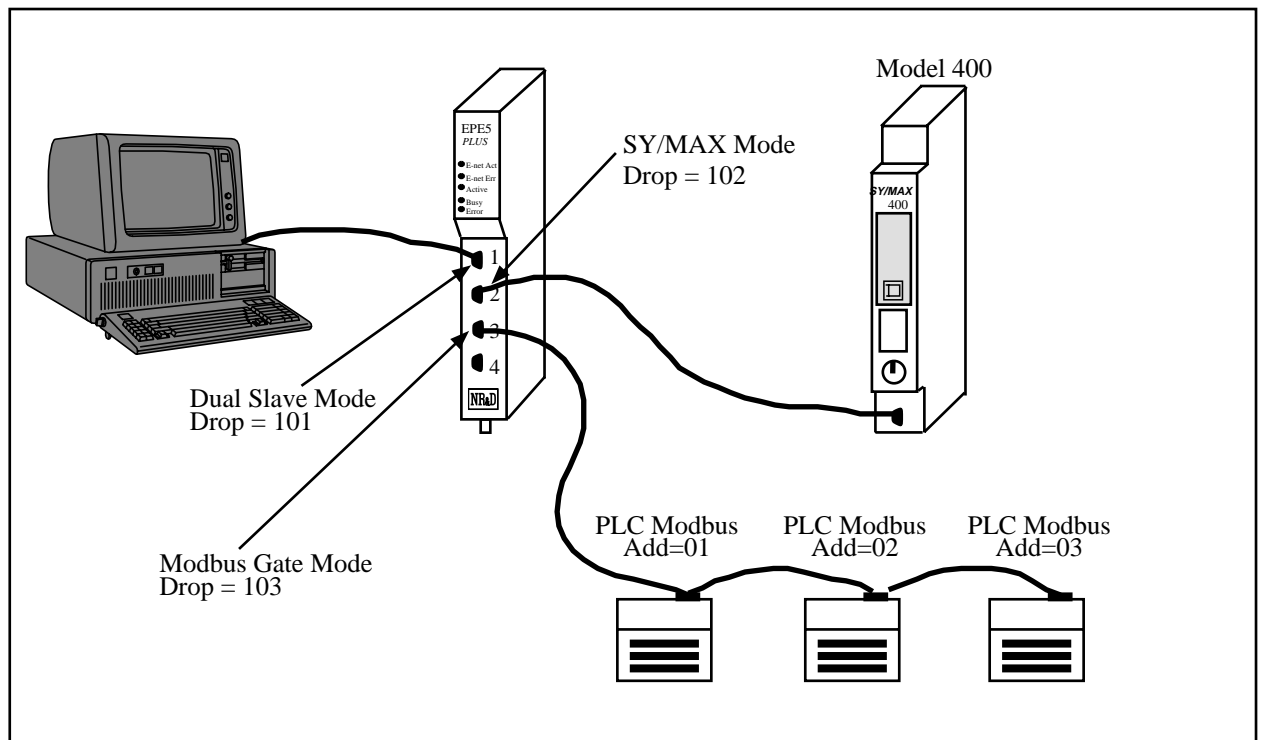 Model 400
EPE5
PLUS
E-net Act
E-net Err
Active
Busy
Error
SY/MAX Mode
Drop = 102
SY/MAX
400
1
2
3
4
NR&D
Dual Slave Mode
Drop = 101
Modbus Gate Mode
Drop = 103
PLC Modbus
Add=01
PLC Modbus
Add=02
PLC Modbus
Add=03